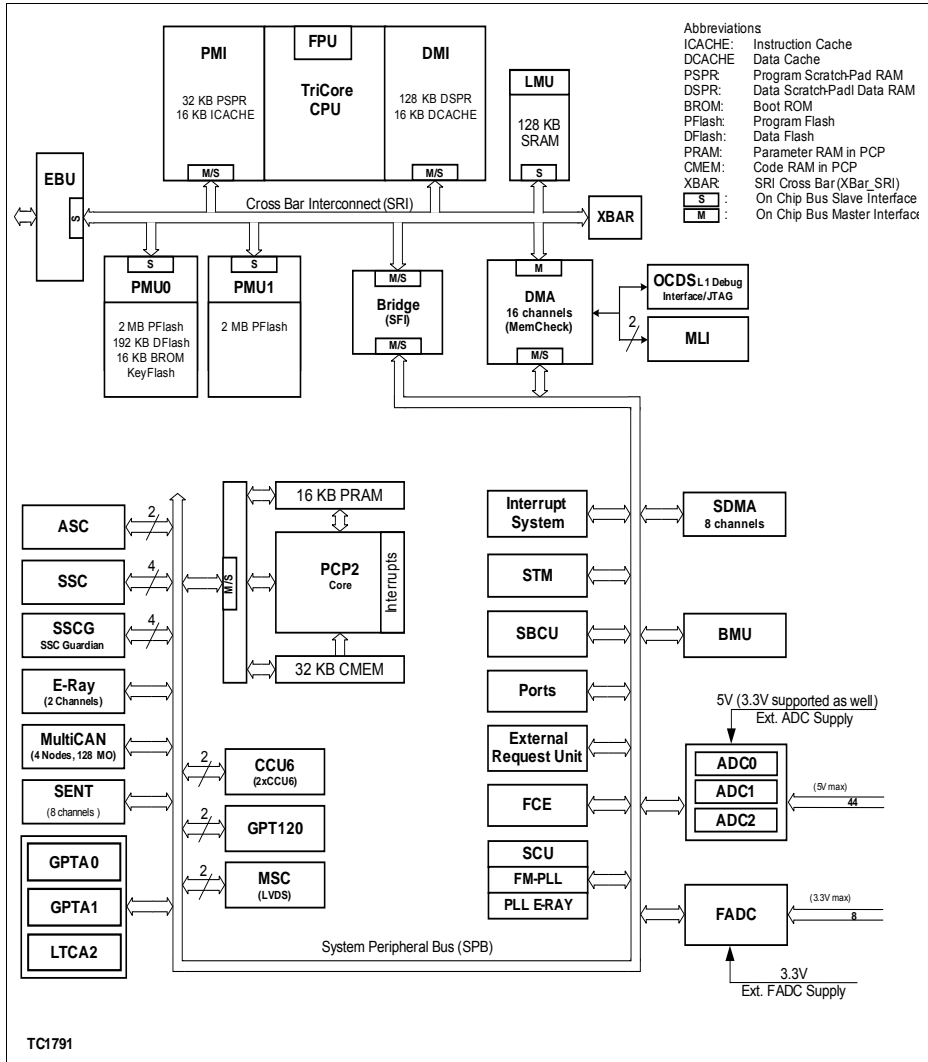 PMI
32 KB PSPR
16 KB ICACHE
M/S
FPU
TriCore
CPU
DMI
128 KB DSPR
16 KB DCACHE
M/S
LMU
128 KB
SRAM
S
Abbreviations:
ICACHE: Instruction Cache
DCACHE Data Cache
PSPR: Program Scratch-Pad RAM
DSPR: Data Scratch-Padl Data RAM
BROM: Boot ROM
PFlash: Program Flash
DFlash: Data Flash
PRAM: Parameter RAM in PCP
CMEM: Code RAM in PCP
XBAR: SRI Cross Bar (XBar_SRI)
S : On Chip Bus Slave Interface
M : On Chip Bus Master Interface
EBU
S
Cross Bar Interconnect (SRI)
XBAR
S
PMU0
2 MB PFlash
192 KB DFlash
16 KB BROM
KeyFlash
S
PMU1
2 MB PFlash
M/S
Bridge
(SFI)
M/S
M
DMA
16 channels
(MemCheck)
M/S
OCDS L1 Debug
Interface/JTAG
2
MLI
ASC
2
SSC
4
SSCG
SSC Guardian
4
E-Ray
(2 Channels)
MultiCAN
(4 Nodes, 128 MO)
SENT
(8 channels )
GPTA0
GPTA1
LTCA2
M/S
16 KB PRAM
PCP2
Core
Interrupts
32 KB CMEM
2
CCU6
(2xCCU6)
2
GPT120
2
MSC
(LVDS)
Interrupt
System
STM
SBCU
Ports
External
Request Unit
FCE
SCU
FM-PLL
PLL E-RAY
SDMA
8 channels
BMU
5V (3.3V supported as well)
Ext. ADC Supply
ADC0
ADC1
ADC2
(5V max)
44
FADC
(3.3V max)
8
3.3V
Ext. FADC Supply
System Peripheral Bus (SPB)
TC1791